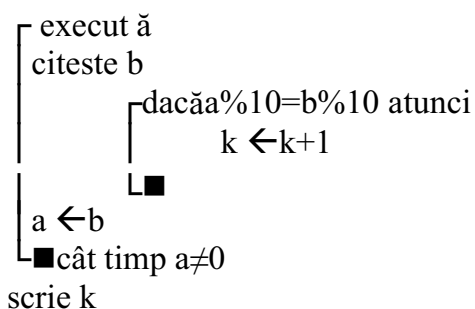 execut ă
citeste b
dacăa%10=b%10 atunci
k ←k+1
■
a ←b
■cât timp a≠0
scrie k